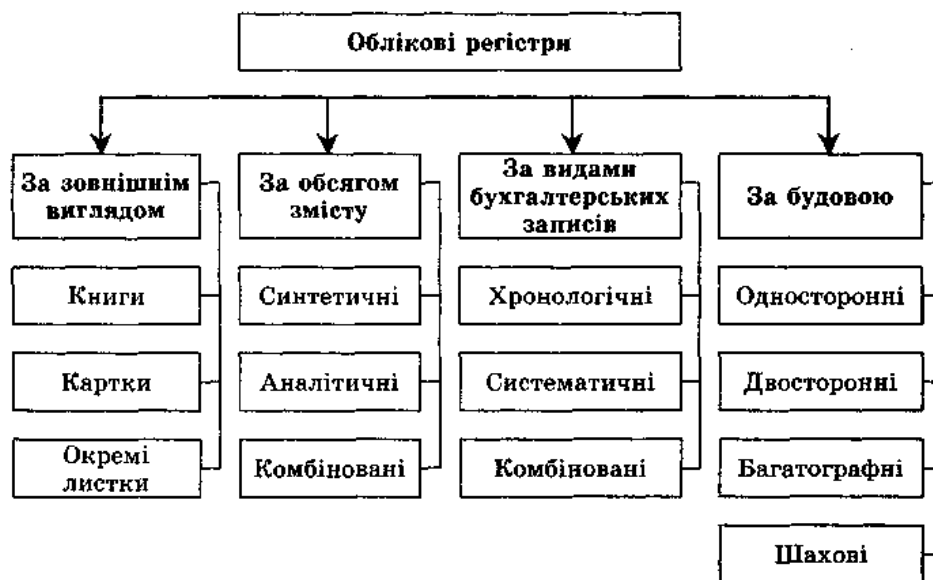 Облікові регістри
За зовнішнім
виглядом
Книги
Картки
Окремі
листки
За обсягом
змісту
Синтетичні
Аналітичні
Комбіновані
За видами
бухгалтерських
записів
Хронологічні
Систематичні
Комбіновані
За будовою
Односторонні
Двосторонні
Багатографні
Шахові